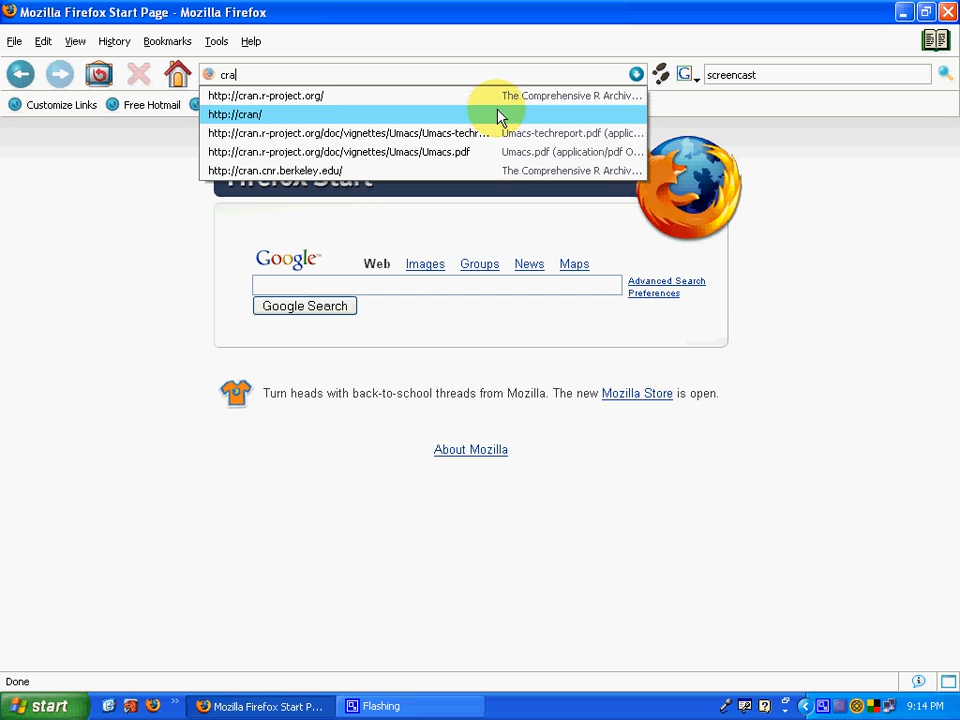 Mozilla Firefox Start Page - Mozilla Firefox
File Edit View History Bookmarks Tools Help
cra
screencast
Customize Links Free Hotmail
http://cran.r-project.org/ The Comprehensive R Archiv...
http://cran/
http://cran.r-project.org/doc/vignettes/Umacs/Umacs-techr... Umacs-techreport.pdf (applic...
http://cran.r-project.org/doc/vignettes/Umacs/Umacs.pdf Umacs.pdf (application/pdf O...
http://cran.cnr.berkeley.edu/ The Comprehensive R Archiv...
Firefox Start
Google Web Images Groups News Maps
Advanced Search
Preferences
Google Search
Turn heads with back-to-school threads from Mozilla. The new Mozilla Store is open.
About Mozilla
Done
start Mozilla Firefox Start P... Flashing 9:14 PM